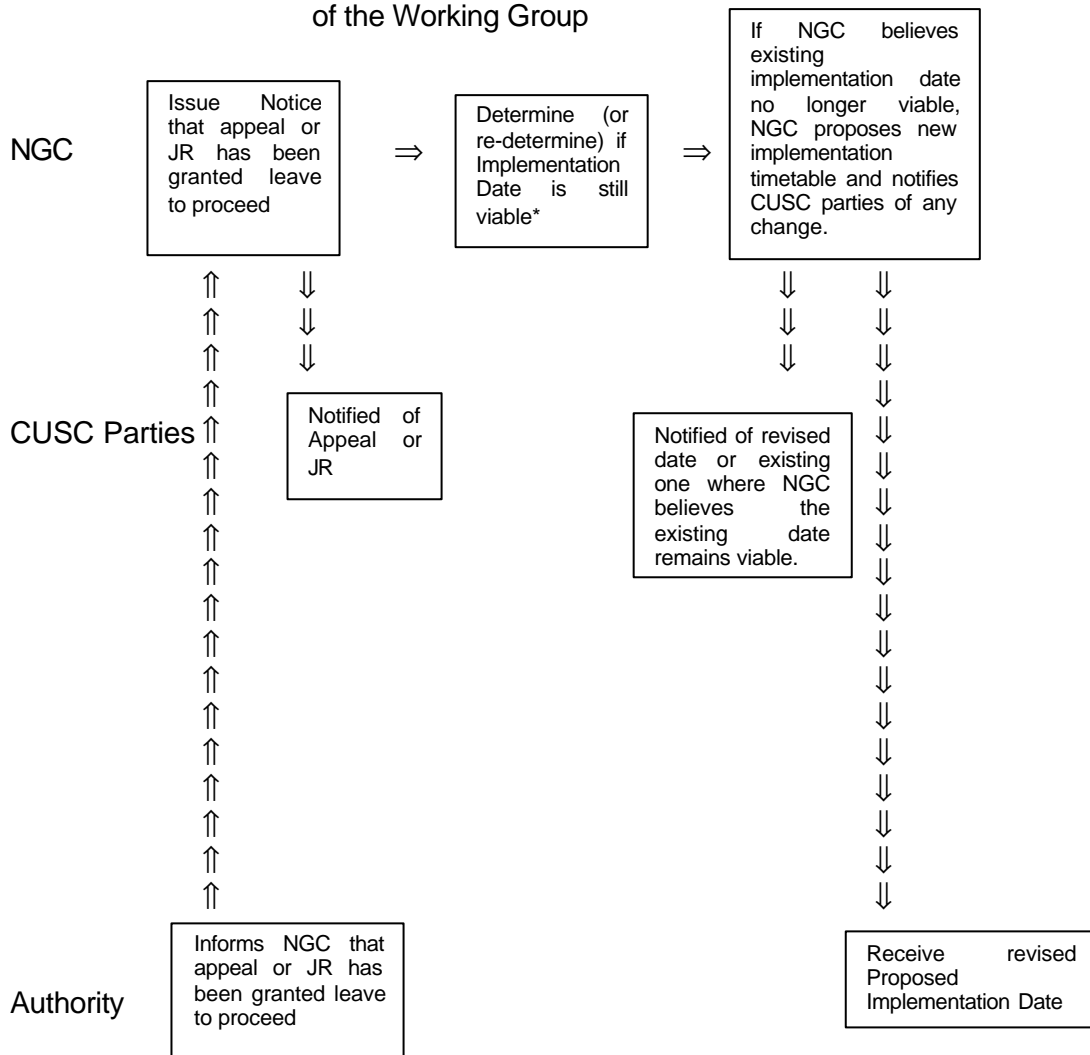 of the Working Group
NGC
Issue Notice
that appeal or
JR has been
granted leave
to proceed
⇒
Determine (or
re-determine) if
Implementation
Date is still
viable*
⇒
If NGC believes
existing
implementation date
no longer viable,
NGC proposes new
implementation
timetable and notifies
CUSC parties of any
change.
CUSC Parties
Notified of
Appeal or
JR
Notified of revised
date or existing
one where NGC
believes the
existing date
remains viable.
Authority
Informs NGC that
appeal or JR has
been granted leave
to proceed
Receive revised
Proposed
Implementation Date